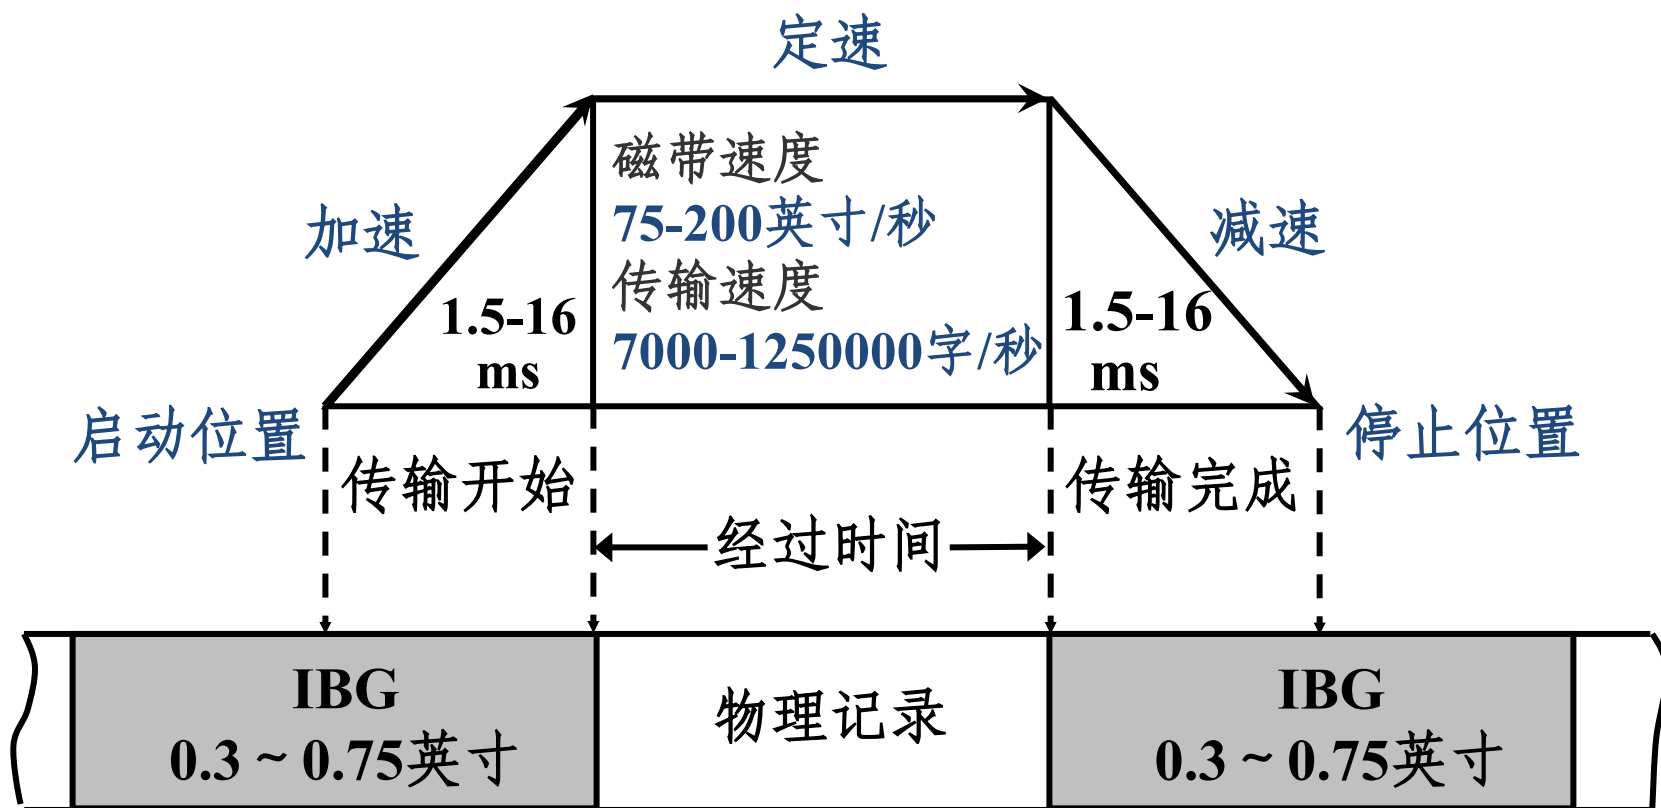 定速
磁带速度
75-200英寸/秒
传输速度
7000-1250000字/秒
加速
减速
1.5-16
ms
1.5-16
ms
启动位置
停止位置
传输开始
传输完成
经过时间
IBG
0.3 ~ 0.75英寸
物理记录
IBG
0.3 ~ 0.75英寸